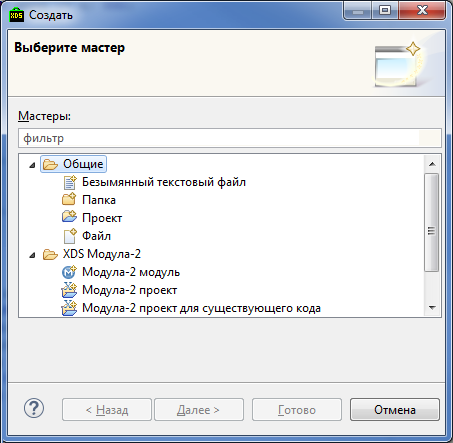 XDS Создать
Выберите мастер
Мастеры:
фильтр
Общие
Безымянный текстовый файл
Папка
Проект
Файл
XDS Модула-2
Модула-2 модуль
Модула-2 проект
Модула-2 проект для существующего кода
? < Назад Далее > Готово Отмена